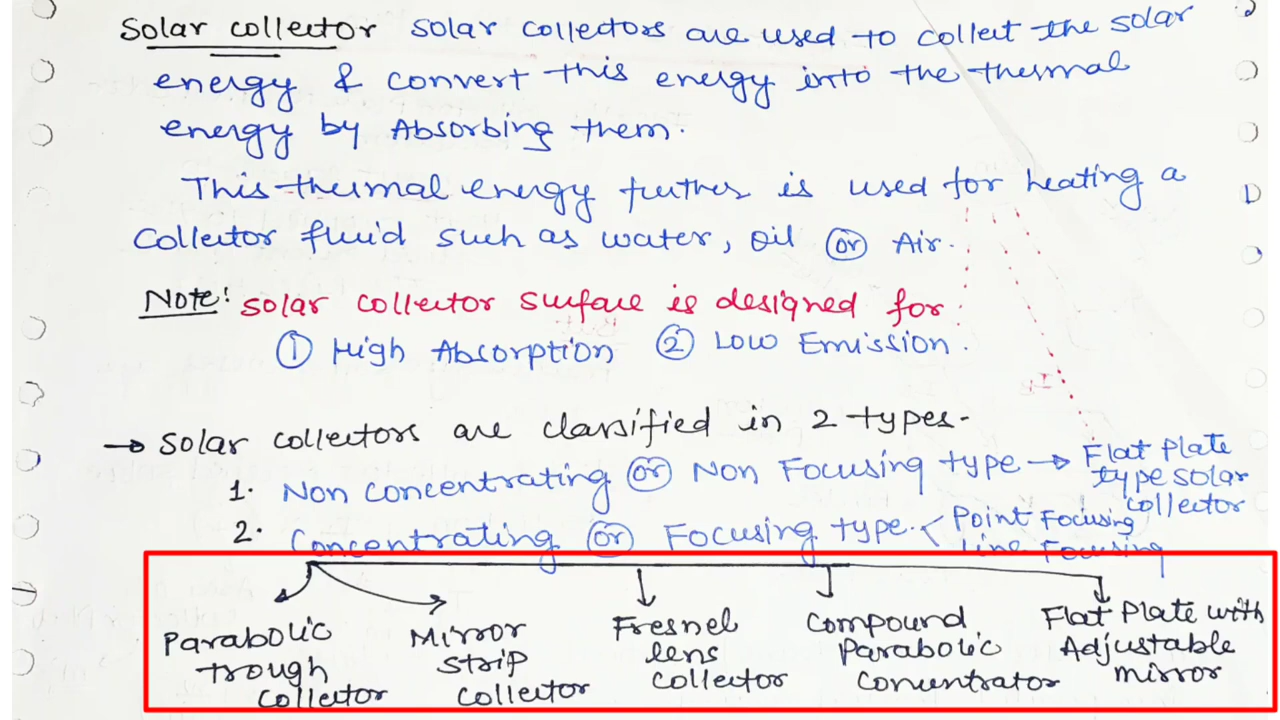 Solar collector solar collectors are used to collect the solar
energy & convert this energy into the thermal
energy by Absorbing them.
This thermal energy further is used for heating a
Collector fluid such as water, oil or Air.
Note: Solar collector surface is designed for
① High Absorption ② Low Emission.
→ Solar collectors are classified in 2 types-
1. Non concentrating or Non Focusing type → Flat Plate
type solar
collector
2. Concentrating or Focusing type. < Point Focusing
Line Focusing
Parabolic
trough
collector
Mirror
strip
collector
Fresnel
lens
collector
Compound
Parabolic
Concentrator
Flat Plate with
Adjustable
mirror